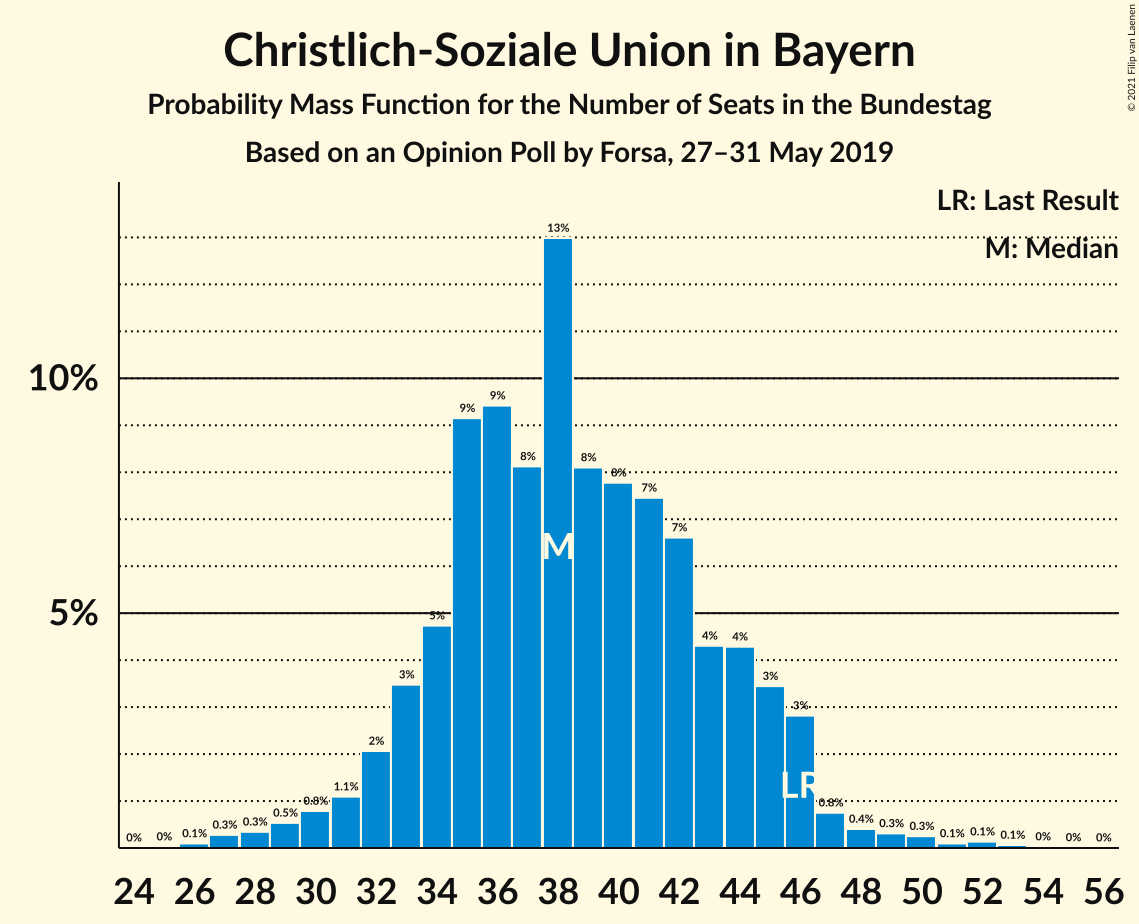 Christlich-Soziale Union in Bayern
Probability Mass Function for the Number of Seats in the Bundestag
Based on an Opinion Poll by Forsa, 27–31 May 2019
© 2021 Filip van Laenen
LR: Last Result
M: Median
10%
5%
0% 0% 0.1% 0.3% 0.3% 0.5% 0.8% 1.1% 2% 3% 5% 9% 9% 8% 13% 8% 8% 7% 7% 4% 4% 3% 3% 0.8% 0.4% 0.3% 0.3% 0.1% 0.1% 0.1% 0% 0% 0%
M
LR
24 26 28 30 32 34 36 38 40 42 44 46 48 50 52 54 56